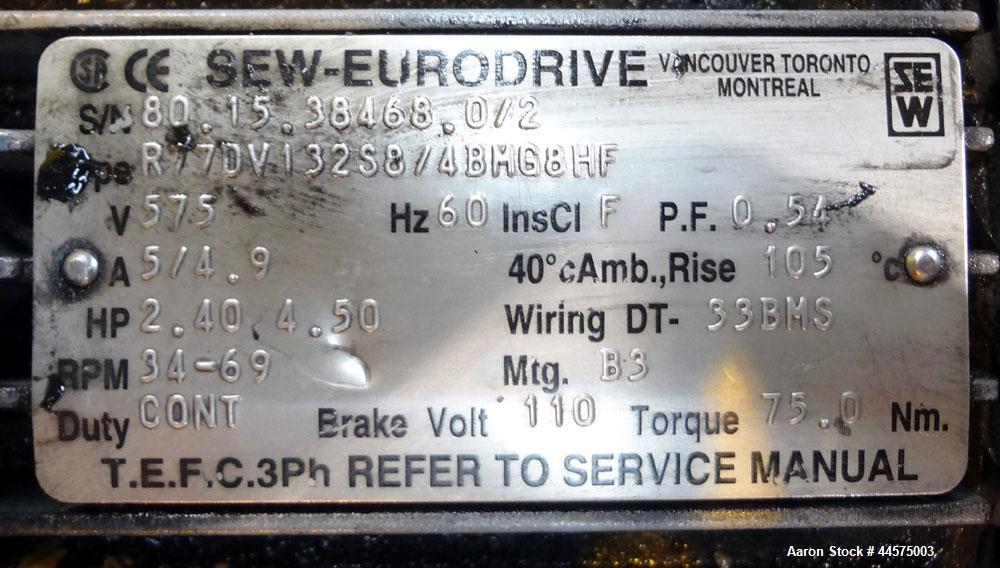 SA CE SEW-EURODRIVE VANCOUVER TORONTO
MONTREAL
SEW
S/N 80.15.38468.0/2
R77DV132S8/4BMG8HF
V 575 Hz 60 InsCl F P.F. 0.54
A 5/4.9 40°cAmb.,Rise 105 °c
HP 2.40/4.50 Wiring DT- 33BMS
RPM 34-69 Mtg. B3
Duty CONT Brake Volt 110 Torque 75.0 Nm.
T.E.F.C.3Ph REFER TO SERVICE MANUAL
Aaron Stock # 44575003